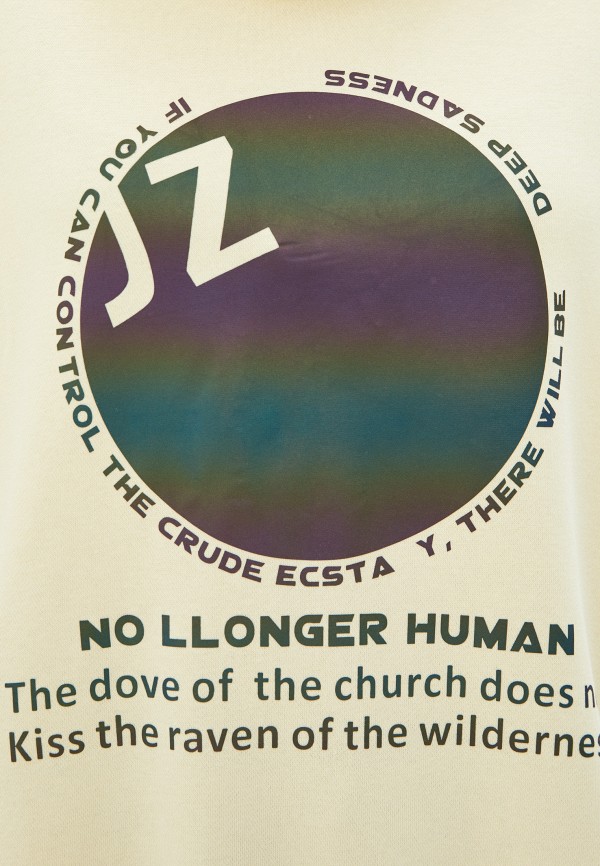 JZ
IF YOU CAN CONTROL THE CRUDE ECSTA Y, THERE WILL BE DEEP SADNESS
NO LLONGER HUMAN
The dove of the church does n
Kiss the raven of the wildernes